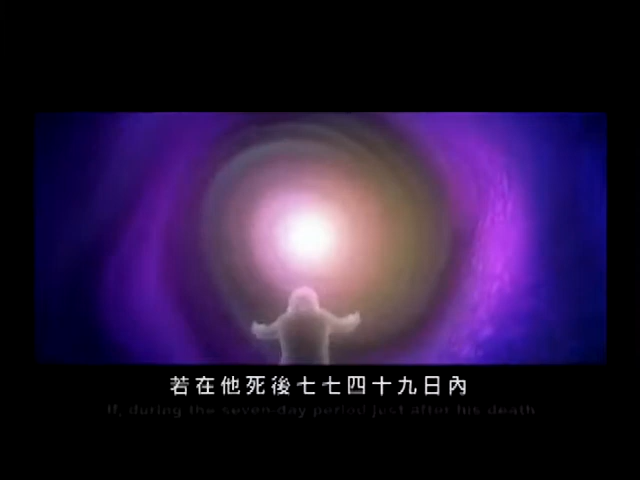 若在他死後七七四十九日內
If, during the seven-day period just after his death